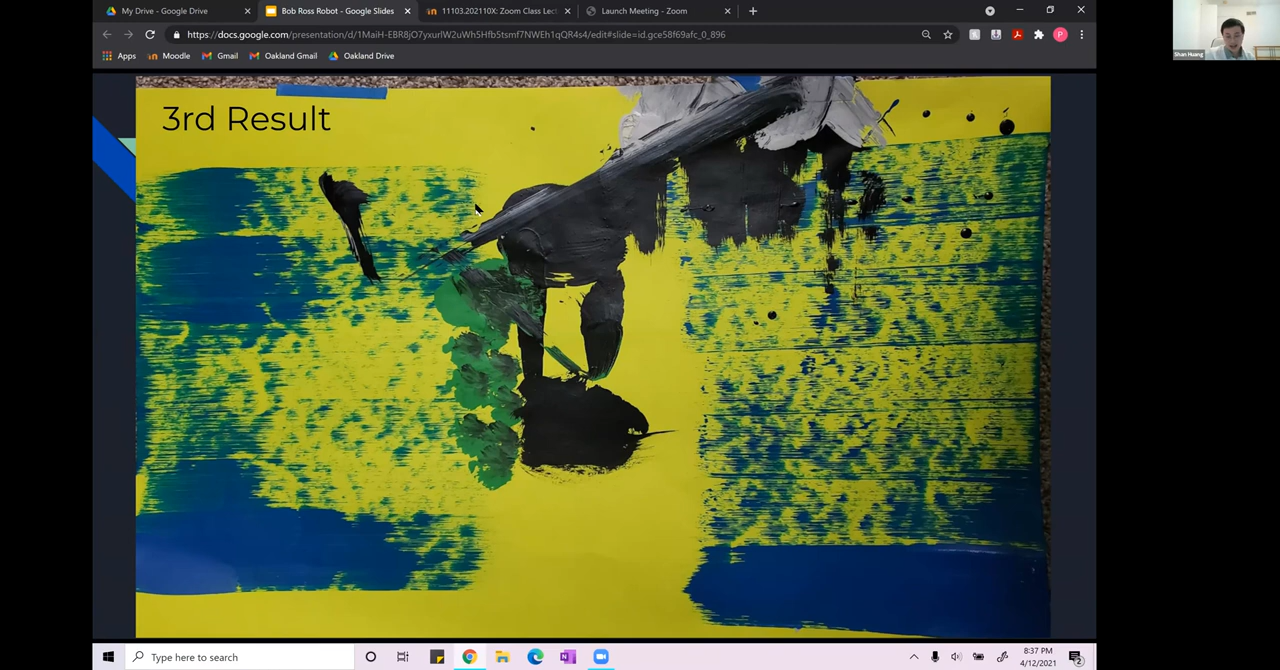 My Drive - Google Drive
Bob Ross Robot - Google Slides
11103.202110X: Zoom Class Lect
Launch Meeting - Zoom
https://docs.google.com/presentation/d/1MaiH-EBR8jO7yxurlW2uWh5Hfb5tsmf7NWEh1qQR4s4/edit#slide=id.gce58f69afc_0_896
Apps Moodle Gmail Oakland Gmail Oakland Drive
Shan Huang
3rd Result
Type here to search
8:37 PM
4/12/2021